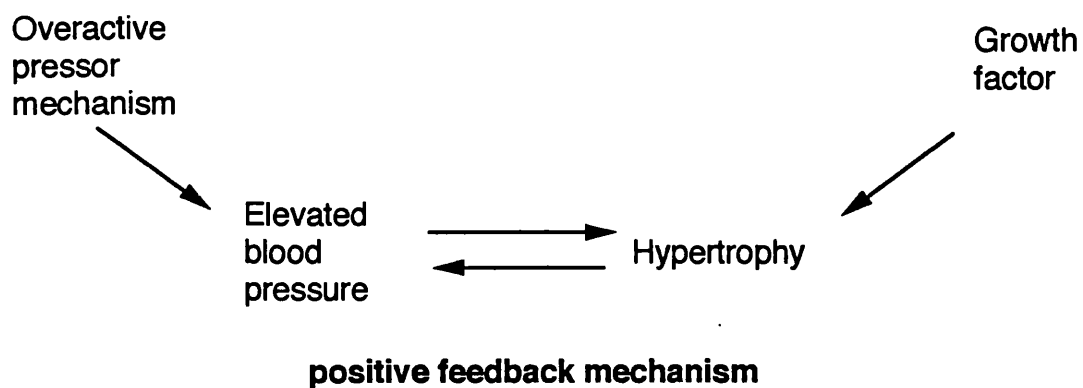 Overactive
pressor
mechanism
Growth
factor
Elevated
blood
pressure
Hypertrophy
positive feedback mechanism